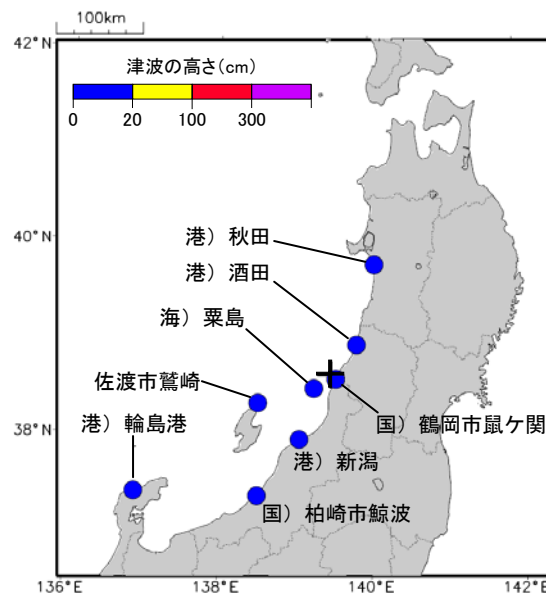 100km
42°N
津波の高さ(cm)
0 20 100 300
港）秋田
40°N
港）酒田
海）粟島
佐渡市鷲崎
国）鶴岡市鼠ケ関
38°N
港）輪島港
港）新潟
国）柏崎市鯨波
136°E 138°E 140°E 142°E